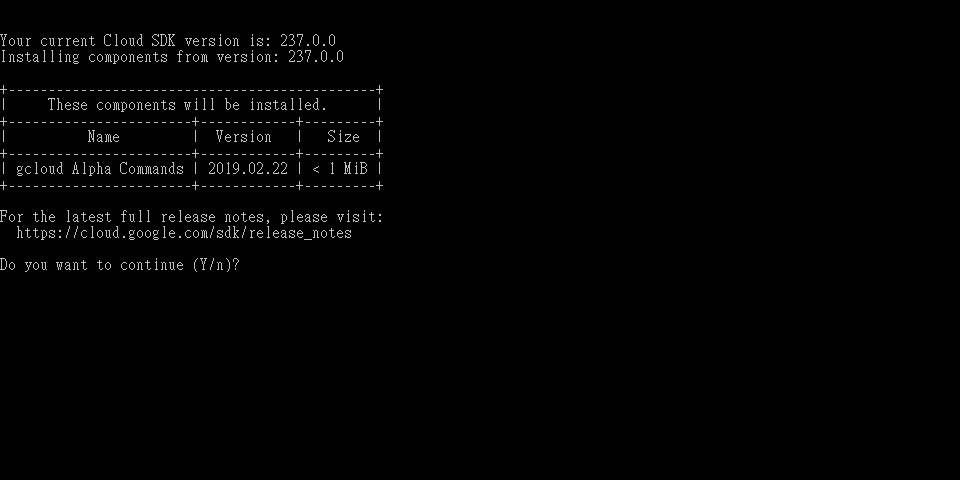 Your current Cloud SDK version is: 237.0.0
Installing components from version: 237.0.0
+----------------------------------------------+
|     These components will be installed.      |
+-----------------------+------------+---------+
|          Name         |  Version   |   Size  |
+-----------------------+------------+---------+
| gcloud Alpha Commands | 2019.02.22 | < 1 MiB |
+-----------------------+------------+---------+
For the latest full release notes, please visit:
  https://cloud.google.com/sdk/release_notes
Do you want to continue (Y/n)?